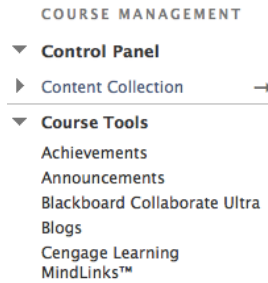 COURSE MANAGEMENT
Control Panel
Content Collection
Course Tools
Achievements
Announcements
Blackboard Collaborate Ultra
Blogs
Cengage Learning
MindLinks™